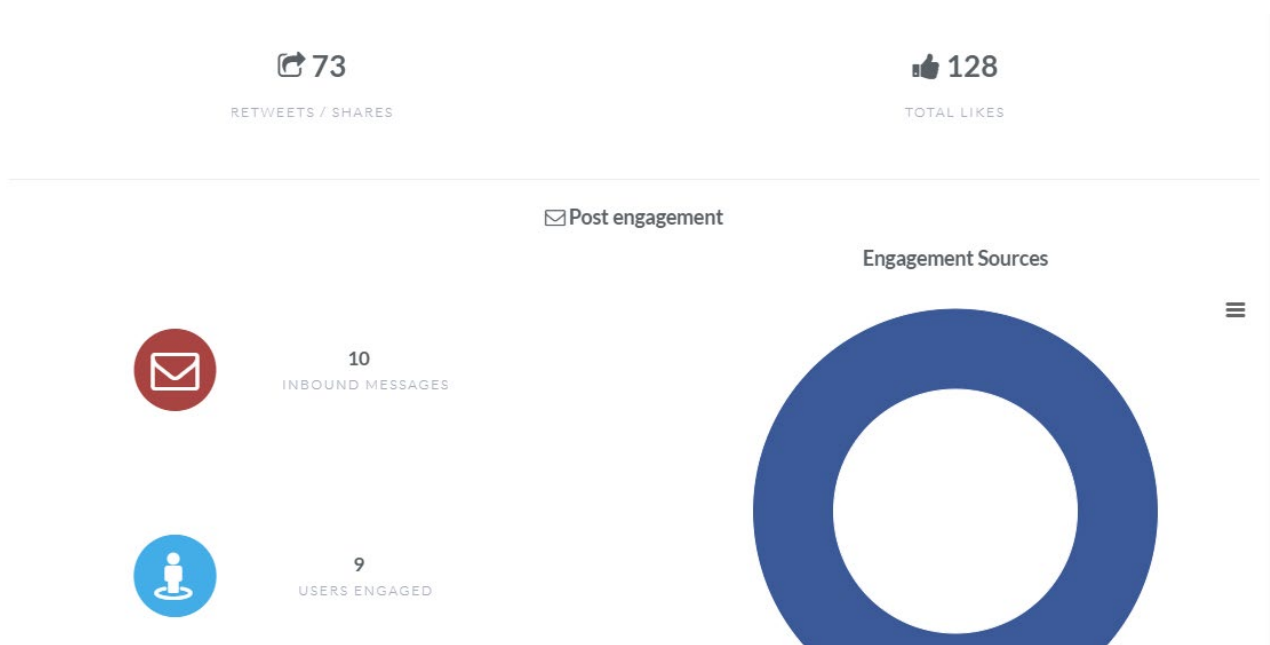 73
RETWEETS / SHARES
128
TOTAL LIKES
Post engagement
Engagement Sources
10
INBOUND MESSAGES
9
USERS ENGAGED